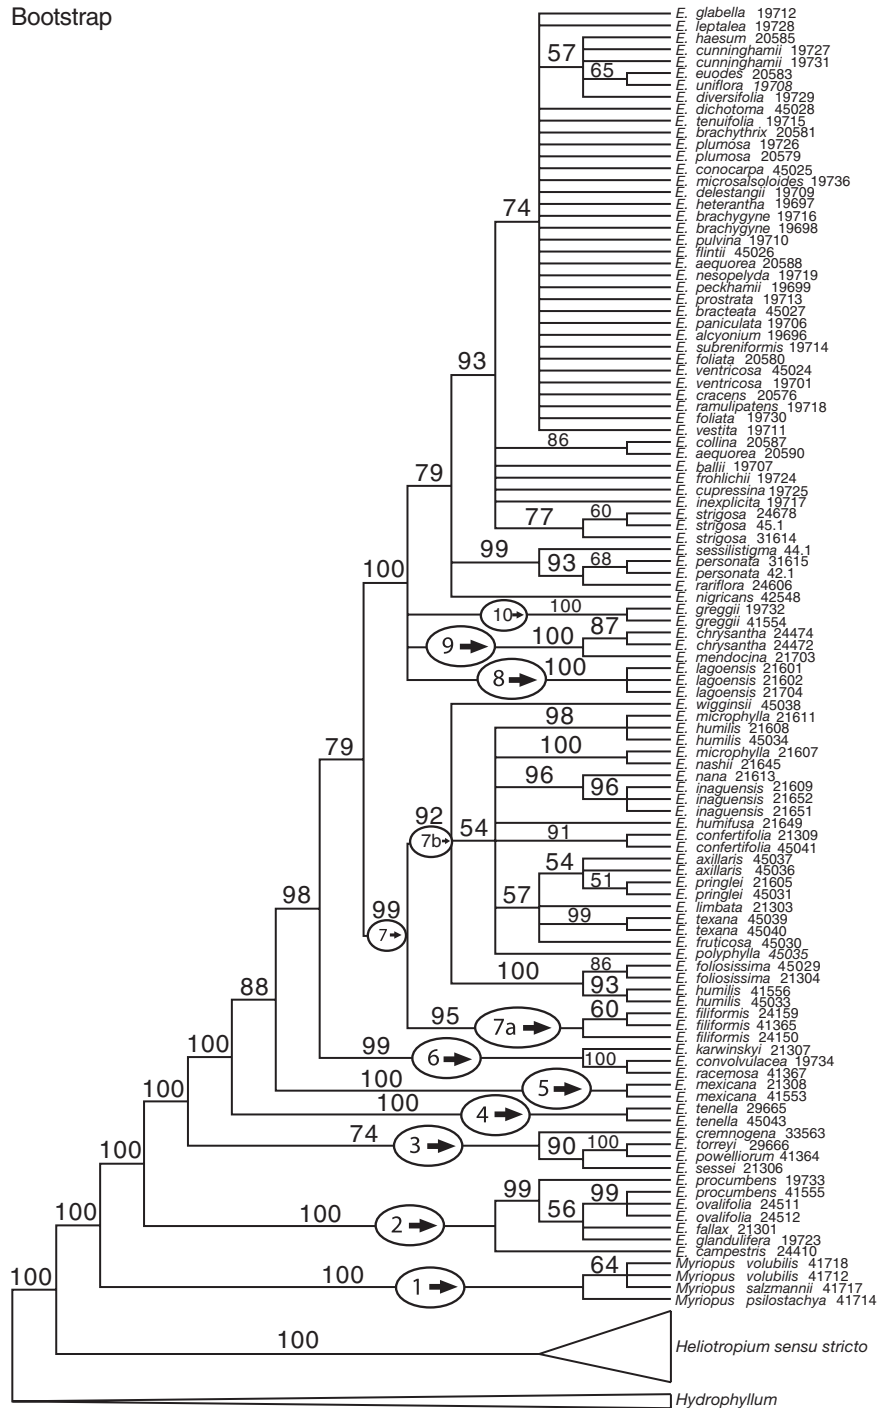 Bootstrap
E. glabella 19712
E. leptalea 19728
E. haesum 20585
57
E. cunninghamii 19727
E. cunninghamii 19731
65
E. euodes 20583
E. uniflora 19708
E. diversifolia 19729
E. dichotoma 45028
E. tenuifolia 19715
E. brachythrix 20581
E. plumosa 19726
E. plumosa 20579
E. conocarpa 45025
E. microsalsoloides 19736
E. delestangii 19709
74
E. heterantha 19697
E. brachygyne 19716
E. brachygyne 19698
E. pulvina 19710
E. flintii 45026
E. aequorea 20588
E. nesopelyda 19719
E. peckhamii 19699
E. prostrata 19713
E. bracteata 45027
E. paniculata 19706
E. alcyonium 19696
E. subreniformis 19714
93
E. foliata 20580
E. ventricosa 45024
E. ventricosa 19701
E. cracens 20576
E. ramulipatens 19718
E foliata 19730
E. vestita 19711
86
E. collina 20587
E. aequorea 20590
E. ballii 19707
79
E frohlichii 19724
E. cupressina 19725
E. inexplicita 19717
77
60
E. strigosa 24678
E. strigosa 45.1
E. strigosa 31614
99
E. sessilistigma 44.1
93
68
E. personata 31615
E. personata 42.1
100
E. rariflora 24606
E. nigricans 42548
10
100
E. greggii 19732
E. greggii 41554
9
100
87
E. chrysantha 24474
E. chrysantha 24472
E. mendocina 21703
8
100
E. lagoensis 21601
E. lagoensis 21602
E. lagoensis 21704
E. wigginsii 45038
98
E. microphylla 21611
E. humilis 21608
E. humilis 45034
79
100
E. microphylla 21607
E. nashii 21645
96
E. nana 21613
96
E. inaguensis 21609
E. inaguensis 21652
E. inaguensis 21651
92
7b
54
E. humifusa 21649
91
E. confertifolia 21309
E. confertifolia 45041
54
E. axillaris 45037
E. axillaris 45036
51
E. pringlei 21605
E. pringlei 45031
98
57
99
E. limbata 21303
99
E. texana 45039
E. texana 45040
7
E. fruticosa 45030
E. polyphylla 45035
100
86
E. foliosissima 45029
E. foliosissima 21304
88
93
E. humilis 41556
E. humilis 45033
95
7a
60
E. filiformis 24159
E. filiformis 41365
E. filiformis 24150
100
99
6
E. karwinskyi 21307
100
E. convolvulacea 19734
E. racemosa 41367
100
5
E. mexicana 21308
E. mexicana 41553
100
100
4
E. tenella 29665
E. tenella 45043
74
3
E. cremnogena 33563
90
100
E. torreyi 29666
E. powelliorum 41364
E. sessei 21306
100
99
E. procumbens 19733
99
E. procumbens 41555
56
E. ovalifolia 24511
E. ovalifolia 24512
100
100
2
E. fallax 21301
E. glandulifera 19723
E. campestris 24410
100
100
1
64
Myriopus volubilis 41718
Myriopus volubilis 41712
Myriopus salzmannii 41717
Myriopus psilostachya 41714
100
Heliotropium sensu stricto
Hydrophyllum